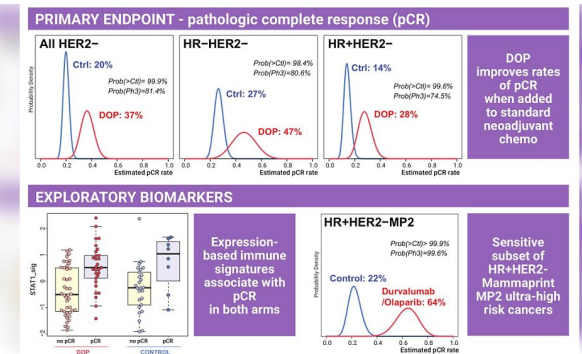 PRIMARY ENDPOINT - pathologic complete response (pCR)
All HER2−
Ctrl: 20%
Prob(>Ctl)= 99.9%
Prob(Ph3)=81.4%
DOP: 37%
Probability Density
0.0 0.2 0.4 0.6 0.8 1.0
Estimated pCR rate
HR−HER2−
Prob(>Ctl)= 98.4%
Prob(Ph3)=80.6%
Ctrl: 27%
DOP: 47%
0.0 0.2 0.4 0.6 0.8 1.0
Estimated pCR rate
HR+HER2−
Ctrl: 14%
Prob(>Ctl)= 99.6%
Prob(Ph3)=74.5%
DOP: 28%
0.0 0.2 0.4 0.6 0.8 1.0
Estimated pCR rate
DOP
improves rates
of pCR
when added
to standard
neoadjuvant
chemo
EXPLORATORY BIOMARKERS
STAT1_sig
2
1
0
-1
-2
no pCR pCR no pCR pCR
DOP CONTROL
Expression-
based immune
signatures
associate with
pCR
in both arms
HR+HER2−MP2
Prob(>Ctl)> 99.9%
Prob(Ph3)=99.6%
Control: 22%
Durvalumab
/Olaparib: 64%
Probability Density
0.0 0.2 0.4 0.6 0.8 1.0
Estimated pCR rate
Sensitive
subset of
HR+HER2-
Mammaprint
MP2 ultra-high
risk cancers